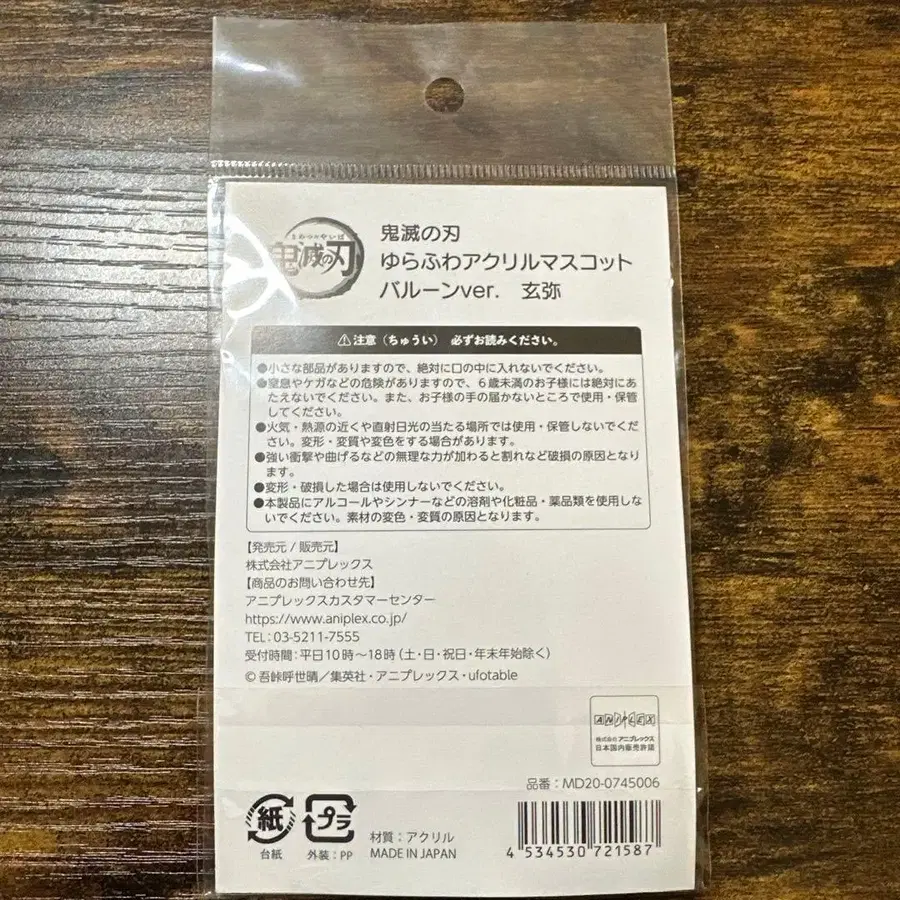 きめつのやいば
鬼滅の刃
鬼滅の刃
ゆらふわアクリルマスコット
バルーンver. 玄弥
注意(ちゅうい) 必ずお読みください。
●小さな部品がありますので、絶対に口の中に入れないでください。
●窒息やケガなどの危険がありますので、6歳未満のお子様には絶対にあ
たえないでください。また、お子様の手の届かないところで使用・保管
してください。
●火気・熱源の近くや直射日光の当たる場所では使用・保管しないでくだ
さい。変形・変質や変色をする場合があります。
●強い衝撃や曲げるなどの無理な力が加わると割れなど破損の原因となり
ます。
●変形・破損した場合は使用しないでください。
●本製品にアルコールやシンナーなどの溶剤や化粧品・薬品類を使用しな
いでください。素材の変色・変質の原因となります。
【発売元 / 販売元】
株式会社アニプレックス
【商品のお問い合わせ先】
アニプレックスカスタマーセンター
https://www.aniplex.co.jp/
TEL:03-5211-7555
受付時間:平日10時~18時(土・日・祝日・年末年始除く)
©吾峠呼世晴/集英社・アニプレックス・ufotable
ANIPLEX
株式会社アニプレックス
日本国内販売許諾
品番:MD20-0745006
紙
台紙
プラ
外装:PP
材質:アクリル
MADE IN JAPAN
4 534530 721587